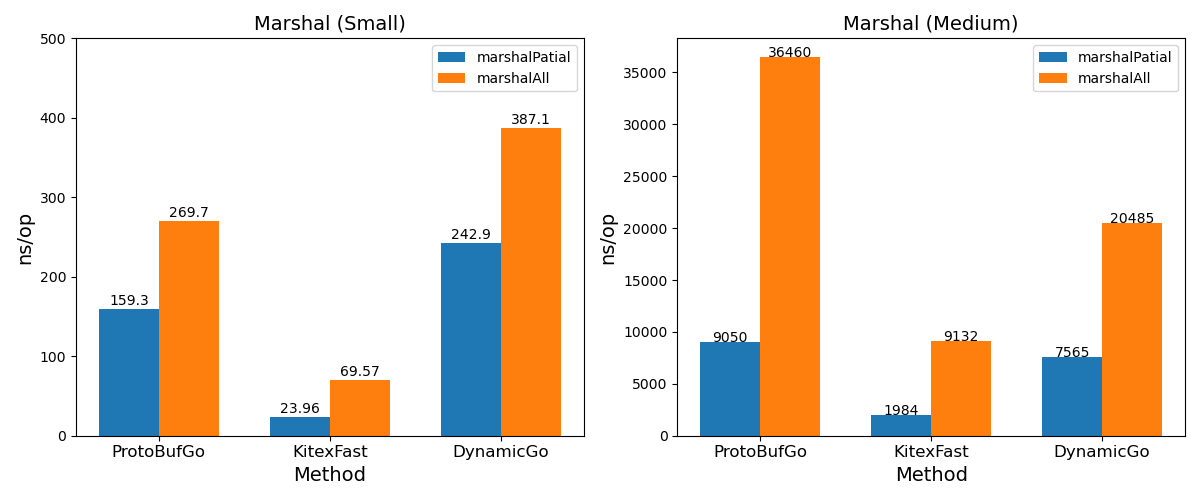 Marshal (Small)
500
400
300
200
100
0
ns/op
marshalPatial
marshalAll
159.3
269.7
23.96
69.57
242.9
387.1
ProtoBufGo
KitexFast
DynamicGo
Method
Marshal (Medium)
35000
30000
25000
20000
15000
10000
5000
0
ns/op
marshalPatial
marshalAll
9050
36460
1984
9132
7565
20485
ProtoBufGo
KitexFast
DynamicGo
Method